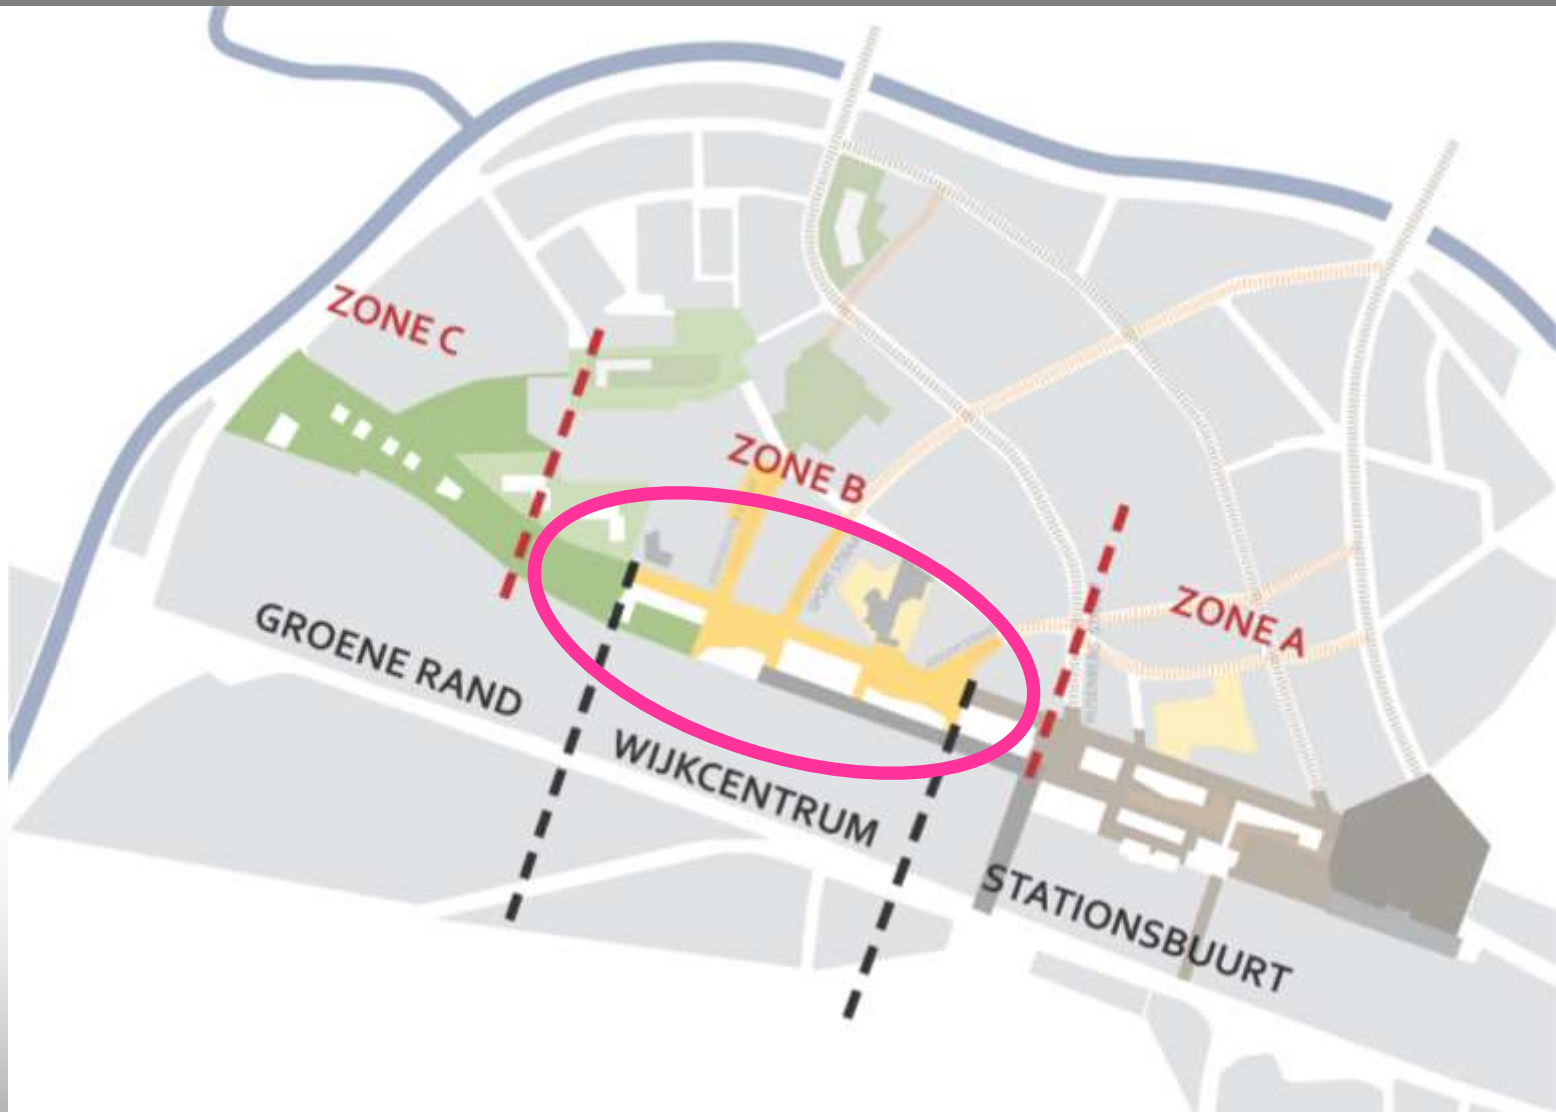 ZONE C
ZONE B
ZONE A
GROENE RAND
WIJKCENTRUM
STATIONSBUURT